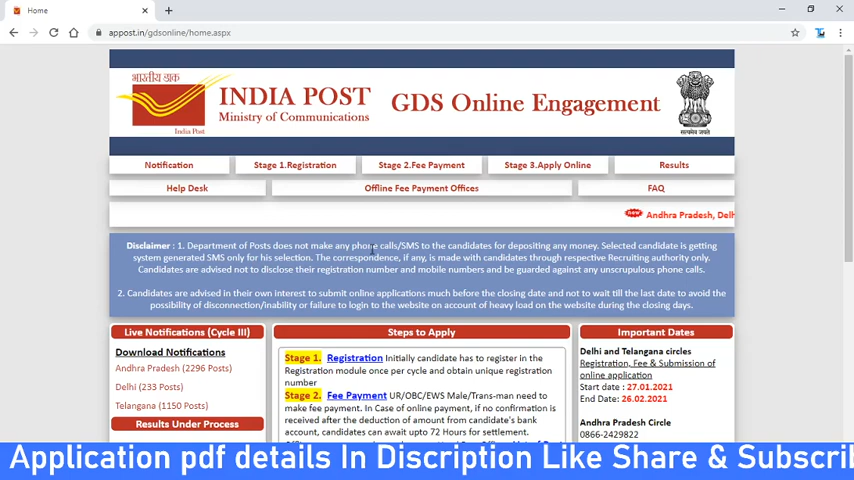 Home
appost.in/gdsonline/home.aspx
भारतीय डाक
India Post
INDIA POST
Ministry of Communications
GDS Online Engagement
सत्यमेव जयते
Notification
Stage 1.Registration
Stage 2.Fee Payment
Stage 3.Apply Online
Results
Help Desk
Offline Fee Payment Offices
FAQ
new Andhra Pradesh, Delh
Disclaimer : 1. Department of Posts does not make any phone calls/SMS to the candidates for depositing any money. Selected candidate is getting
system generated SMS only for his selection. The correspondence, if any, is made with candidates through respective Recruiting authority only.
Candidates are advised not to disclose their registration number and mobile numbers and be guarded against any unscrupulous phone calls.
2. Candidates are advised in their own interest to submit online applications much before the closing date and not to wait till the last date to avoid the
possibility of disconnection/inability or failure to login to the website on account of heavy load on the website during the closing days.
Live Notifications (Cycle III)
Download Notifications
Andhra Pradesh (2296 Posts)
Delhi (233 Posts)
Telangana (1150 Posts)
Results Under Process
Steps to Apply
Stage 1. Registration Initially candidate has to register in the
Registration module once per cycle and obtain unique registration
number
Stage 2. Fee Payment UR/OBC/EWS Male/Trans-man need to
make fee payment. In Case of online payment, if no confirmation is
received after the deduction of amount from candidate's bank
account, candidates can await upto 72 Hours for settlement.
Important Dates
Delhi and Telangana circles
Registration, Fee & Submission of
online application
Start date : 27.01.2021
End Date: 26.02.2021
Andhra Pradesh Circle
0866-2429822
Application pdf details In Discription Like Share & Subscrib